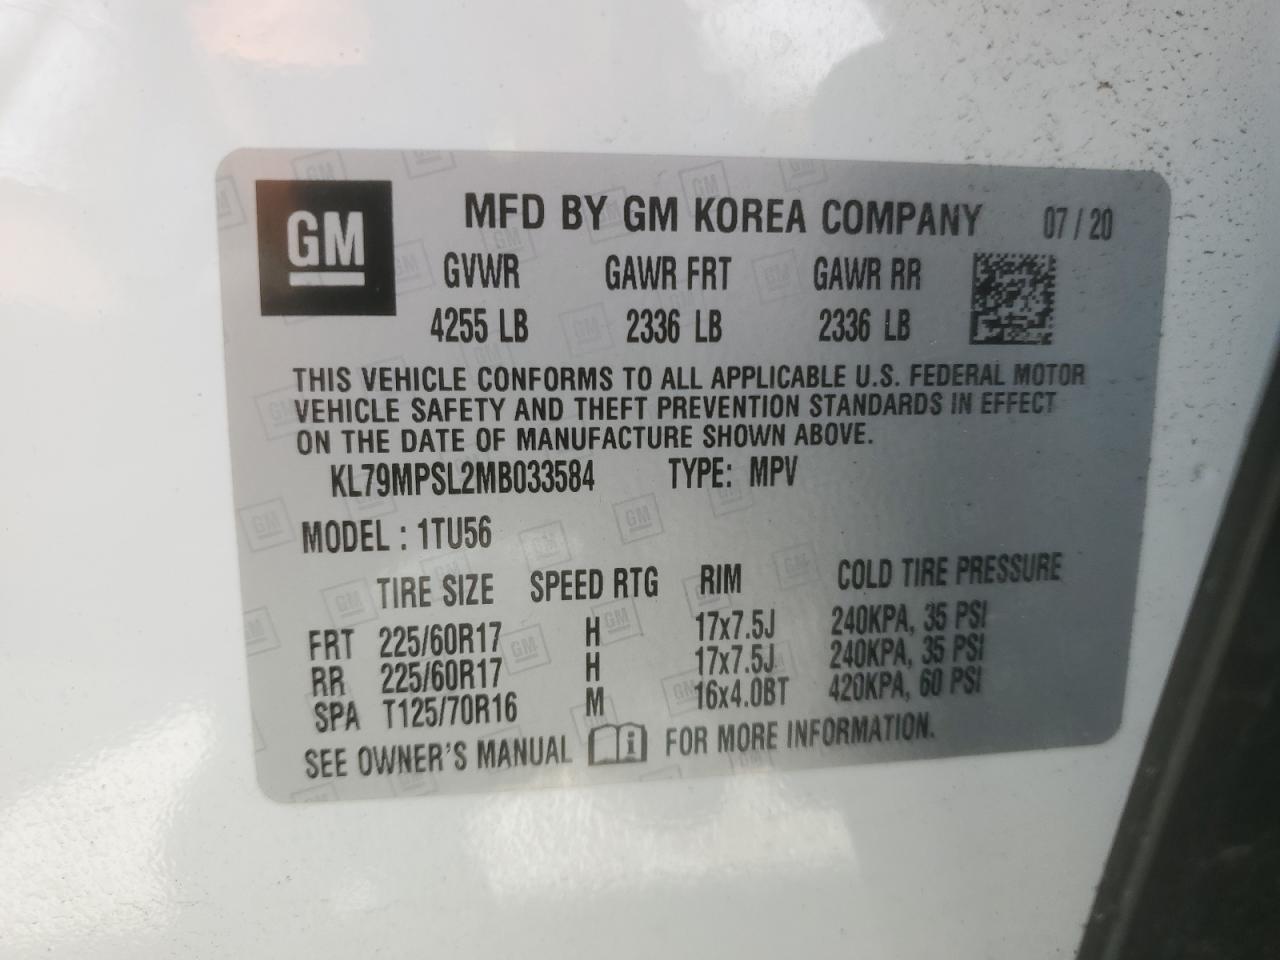 GM
MFD BY GM KOREA COMPANY 07/20
GVWR GAWR FRT GAWR RR
4255 LB 2336 LB 2336 LB
THIS VEHICLE CONFORMS TO ALL APPLICABLE U.S. FEDERAL MOTOR
VEHICLE SAFETY AND THEFT PREVENTION STANDARDS IN EFFECT
ON THE DATE OF MANUFACTURE SHOWN ABOVE.
KL79MPSL2MB033584 TYPE: MPV
MODEL : 1TU56
TIRE SIZE SPEED RTG RIM COLD TIRE PRESSURE
FRT 225/60R17 H 17x7.5J 240KPA, 35 PSI
RR 225/60R17 H 17x7.5J 240KPA, 35 PSI
SPA T125/70R16 M 16x4.0BT 420KPA, 60 PSI
SEE OWNER'S MANUAL i FOR MORE INFORMATION.